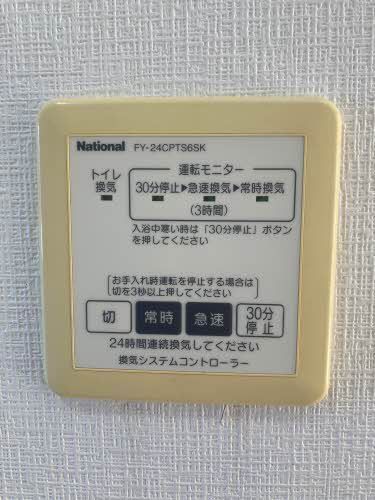 National FY-24CPTS6SK
トイレ
換気
運転モニター
30分停止▶急速換気▶常時換気
(3時間)
入浴中寒い時は「30分停止」ボタン
を押してください
お手入れ時運転を停止する場合は
切を3秒以上押してください
切 常時 急速 30分
停止
24時間連続換気してください
換気システムコントローラー